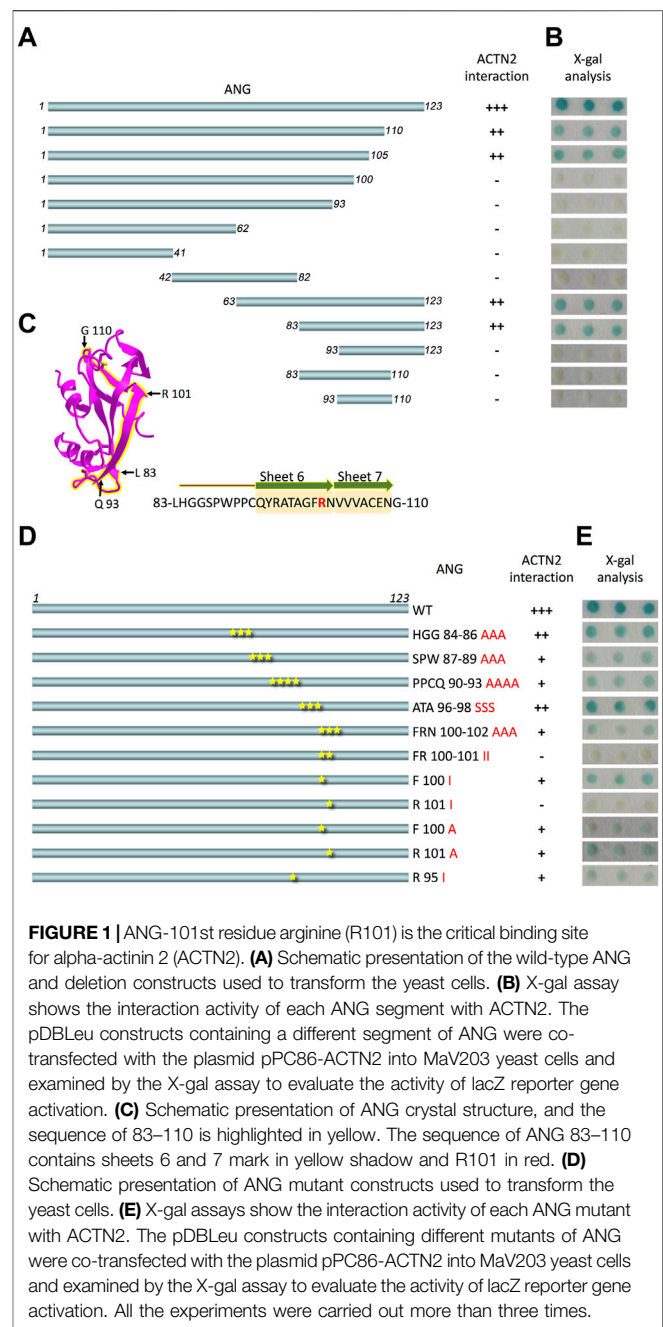 A
B
ACTN2 interaction
X-gal analysis
ANG
1 123 +++
1 110 ++
1 105 ++
1 100 -
1 93 -
1 62 -
1 41 -
42 82 -
63 123 ++
83 123 ++
93 123 -
83 110 -
93 110 -
C
G 110
R 101
L 83
Q 93
Sheet 6 Sheet 7
83-LHGGSPWPPCQYRATAGFRNVVVACENG-110
D
E
ANG
ACTN2 interaction
X-gal analysis
1 123
WT +++
HGG 84-86 AAA ++
SPW 87-89 AAA +
PPCQ 90-93 AAAA +
ATA 96-98 SSS ++
FRN 100-102 AAA +
FR 100-101 II -
F 100 I +
R 101 I -
F 100 A +
R 101 A +
R 95 I +
FIGURE 1 | ANG-101st residue arginine (R101) is the critical binding site
for alpha-actinin 2 (ACTN2). (A) Schematic presentation of the wild-type ANG
and deletion constructs used to transform the yeast cells. (B) X-gal assay
shows the interaction activity of each ANG segment with ACTN2. The
pDBLeu constructs containing a different segment of ANG were co-
transfected with the plasmid pPC86-ACTN2 into MaV203 yeast cells and
examined by the X-gal assay to evaluate the activity of lacZ reporter gene
activation. (C) Schematic presentation of ANG crystal structure, and the
sequence of 83–110 is highlighted in yellow. The sequence of ANG 83–110
contains sheets 6 and 7 mark in yellow shadow and R101 in red. (D)
Schematic presentation of ANG mutant constructs used to transform the
yeast cells. (E) X-gal assays show the interaction activity of each ANG mutant
with ACTN2. The pDBLeu constructs containing different mutants of ANG
were co-transfected with the plasmid pPC86-ACTN2 into MaV203 yeast cells
and examined by the X-gal assay to evaluate the activity of lacZ reporter gene
activation. All the experiments were carried out more than three times.